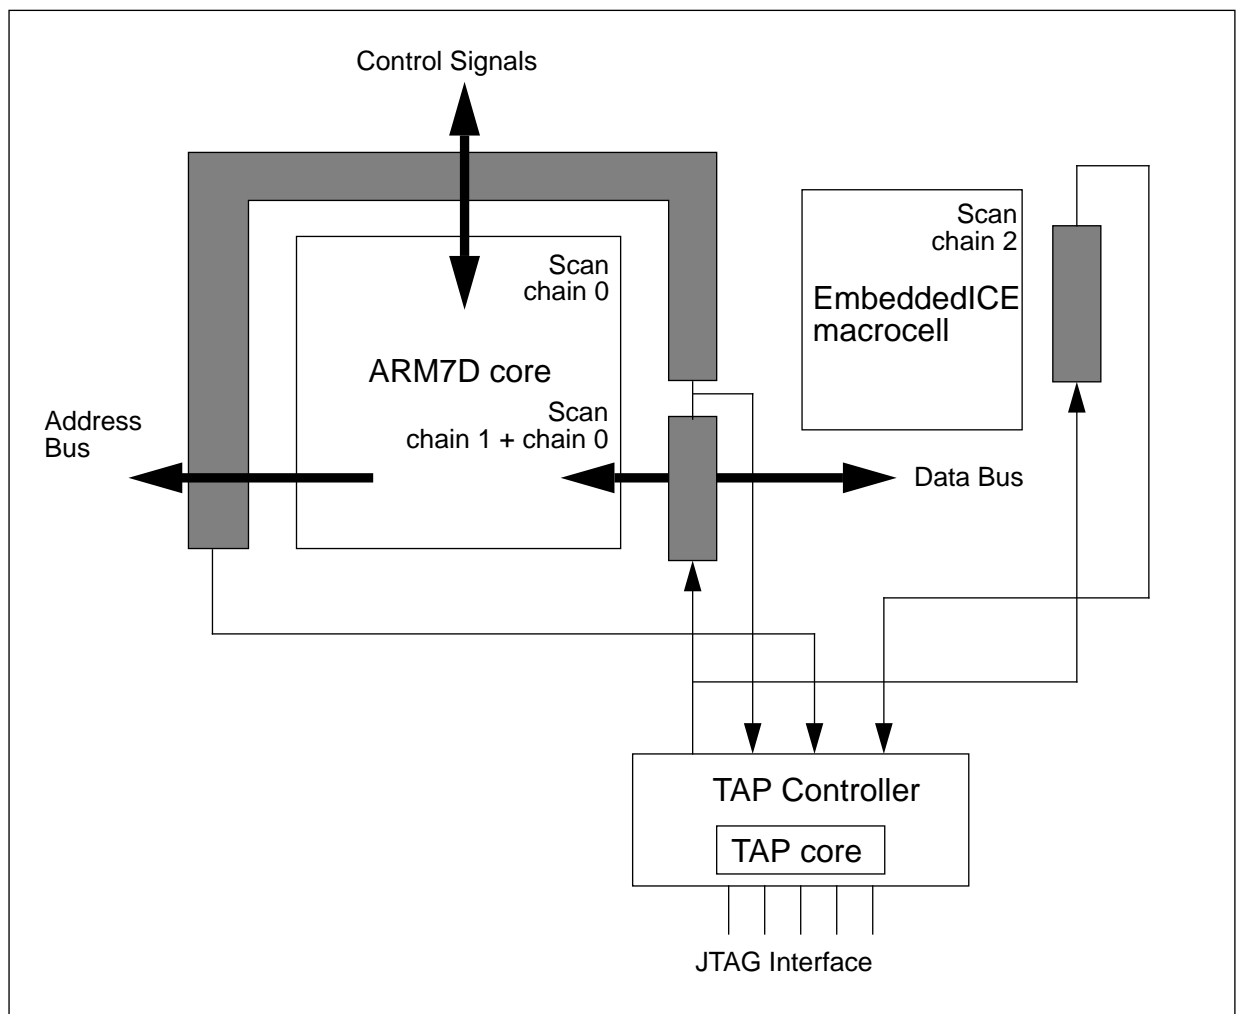 Control Signals
Scan
chain 0
ARM7D core
Scan
chain 1 + chain 0
Address
Bus
Data Bus
Scan
chain 2
EmbeddedICE
macrocell
TAP Controller
TAP core
JTAG Interface